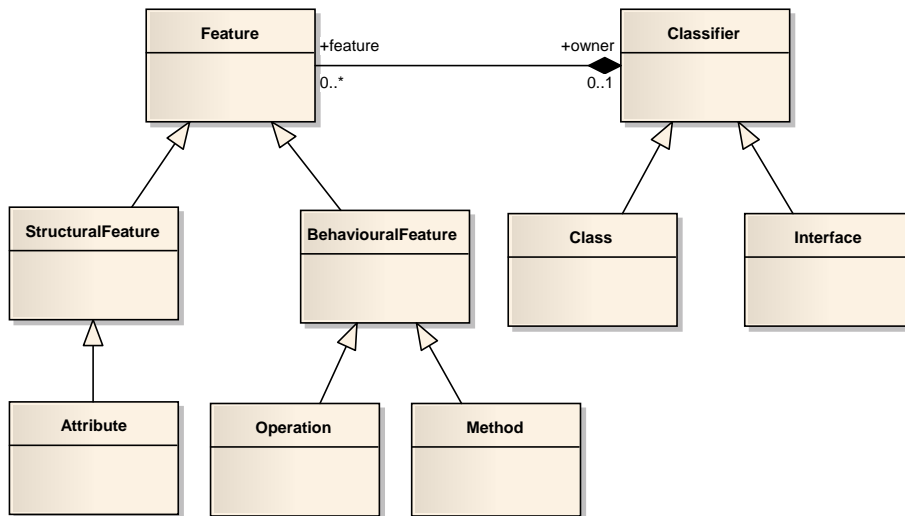 Feature
+feature
0..*
+owner
0..1
Classifier
StructuralFeature
BehaviouralFeature
Class
Interface
Attribute
Operation
Method